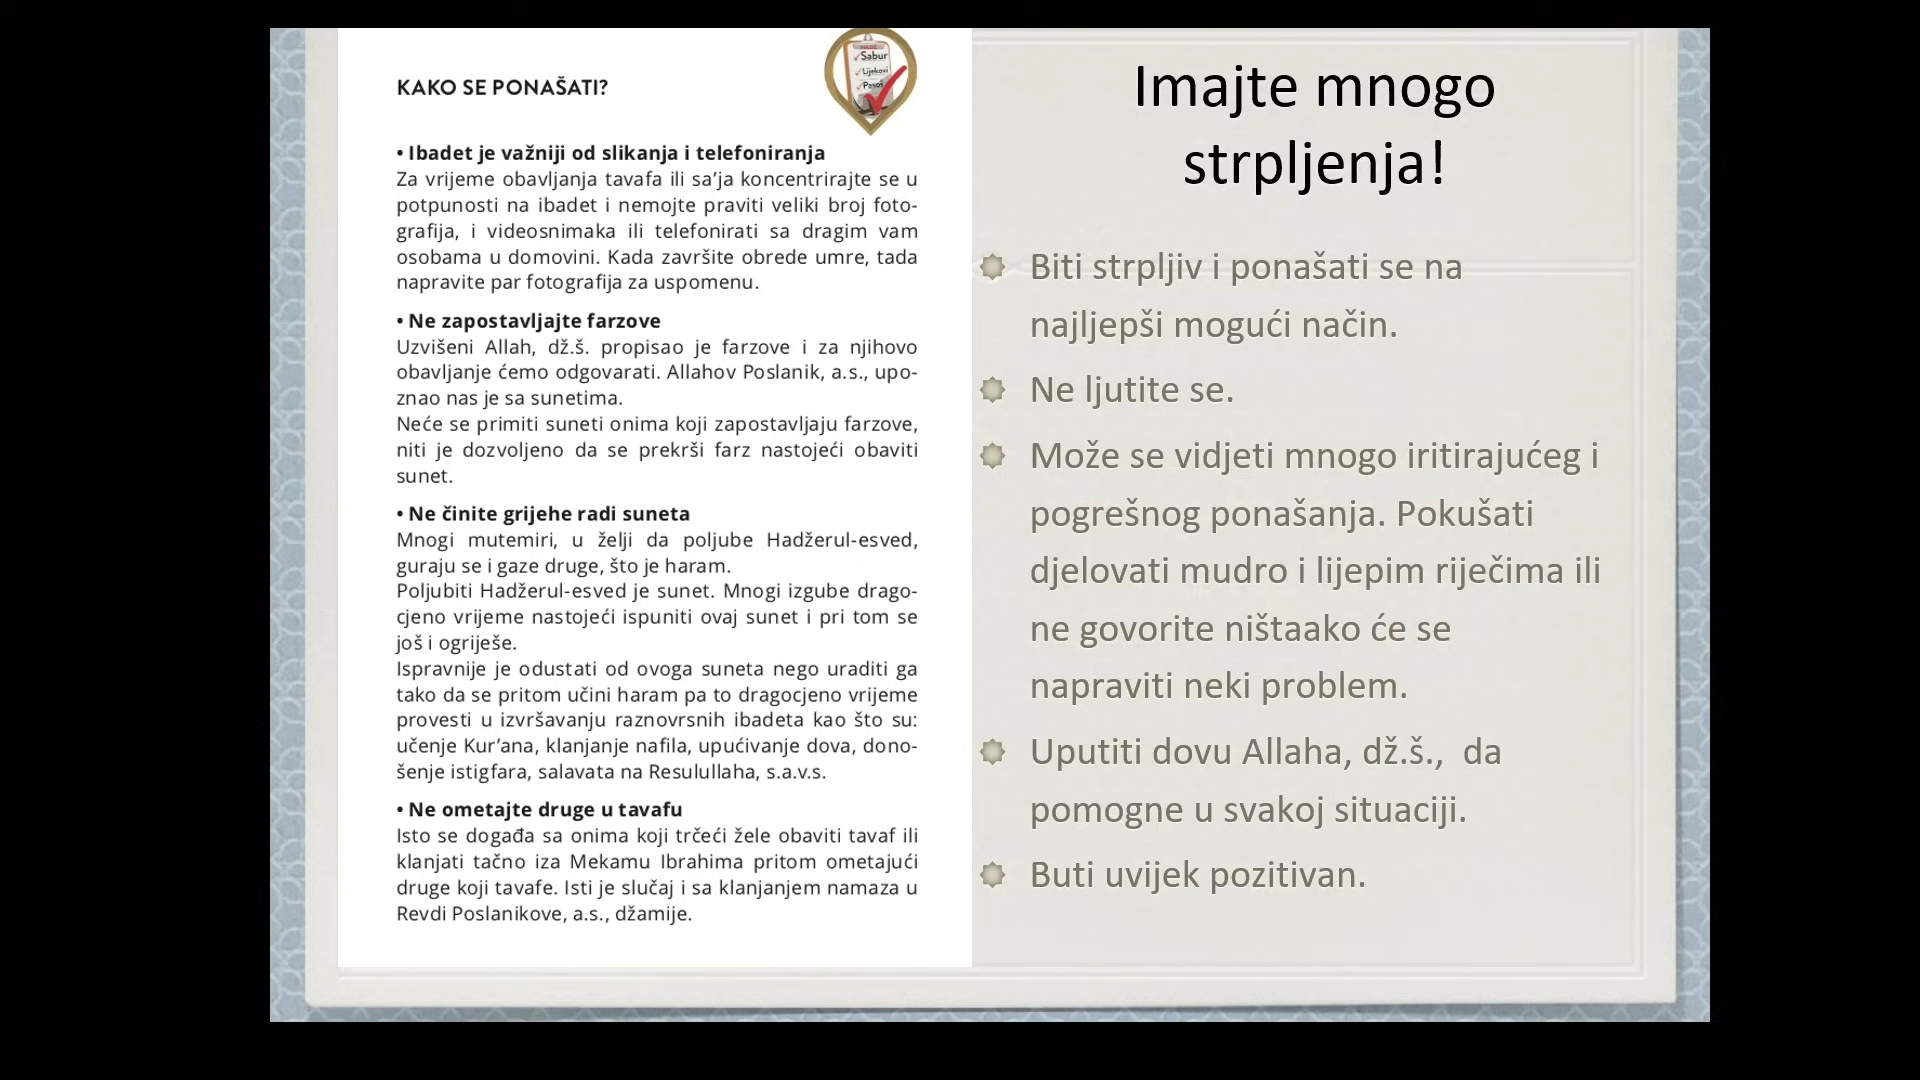 KAKO SE PONAŠATI?
Sabur
Lijekovi
Pasoš
• Ibadet je važniji od slikanja i telefoniranja
Za vrijeme obavljanja tavafa ili sa’ja koncentrirajte se u
potpunosti na ibadet i nemojte praviti veliki broj foto-
grafija, i videosnimaka ili telefonirati sa dragim vam
osobama u domovini. Kada završite obrede umre, tada
napravite par fotografija za uspomenu.
• Ne zapostavljajte farzove
Uzvišeni Allah, dž.š. propisao je farzove i za njihovo
obavljanje ćemo odgovarati. Allahov Poslanik, a.s., upo-
znao nas je sa sunetima.
Neće se primiti suneti onima koji zapostavljaju farzove,
niti je dozvoljeno da se prekrši farz nastojeći obaviti
sunet.
• Ne činite grijehe radi suneta
Mnogi mutemiri, u želji da poljube Hadžerul-esved,
guraju se i gaze druge, što je haram.
Poljubiti Hadžerul-esved je sunet. Mnogi izgube drago-
cjeno vrijeme nastojeći ispuniti ovaj sunet i pri tom se
još i ogriješe.
Ispravnije je odustati od ovoga suneta nego uraditi ga
tako da se pritom učini haram pa to dragocjeno vrijeme
provesti u izvršavanju raznovrsnih ibadeta kao što su:
učenje Kur’ana, klanjanje nafila, upućivanje dova, dono-
šenje istigfara, salavata na Resulullaha, s.a.v.s.
• Ne ometajte druge u tavafu
Isto se događa sa onima koji trčeći žele obaviti tavaf ili
klanjati tačno iza Mekamu Ibrahima pritom ometajući
druge koji tavafe. Isti je slučaj i sa klanjanjem namaza u
Revdi Poslanikove, a.s., džamije.
Imajte mnogo
strpljenja!
Biti strpljiv i ponašati se na
najljepši mogući način.
Ne ljutite se.
Može se vidjeti mnogo iritirajućeg i
pogrešnog ponašanja. Pokušati
djelovati mudro i lijepim riječima ili
ne govorite ništaako će se
napraviti neki problem.
Uputiti dovu Allaha, dž.š.,  da
pomogne u svakoj situaciji.
Buti uvijek pozitivan.